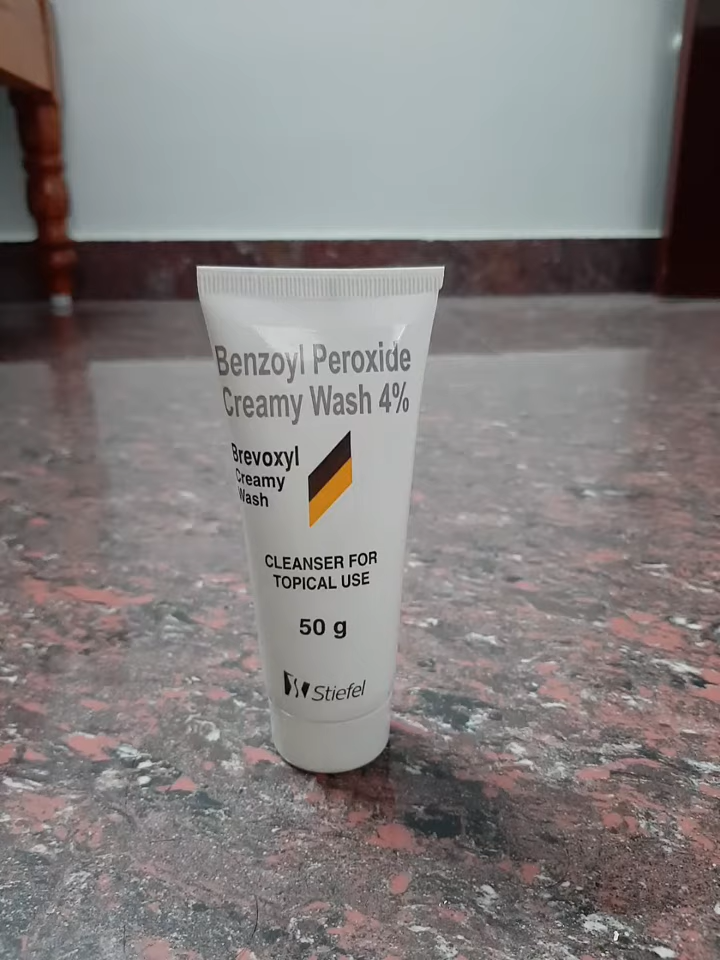 Benzoyl Peroxide
Creamy Wash 4%
Brevoxyl
Creamy
Wash
CLEANSER FOR
TOPICAL USE
50 g
Stiefel